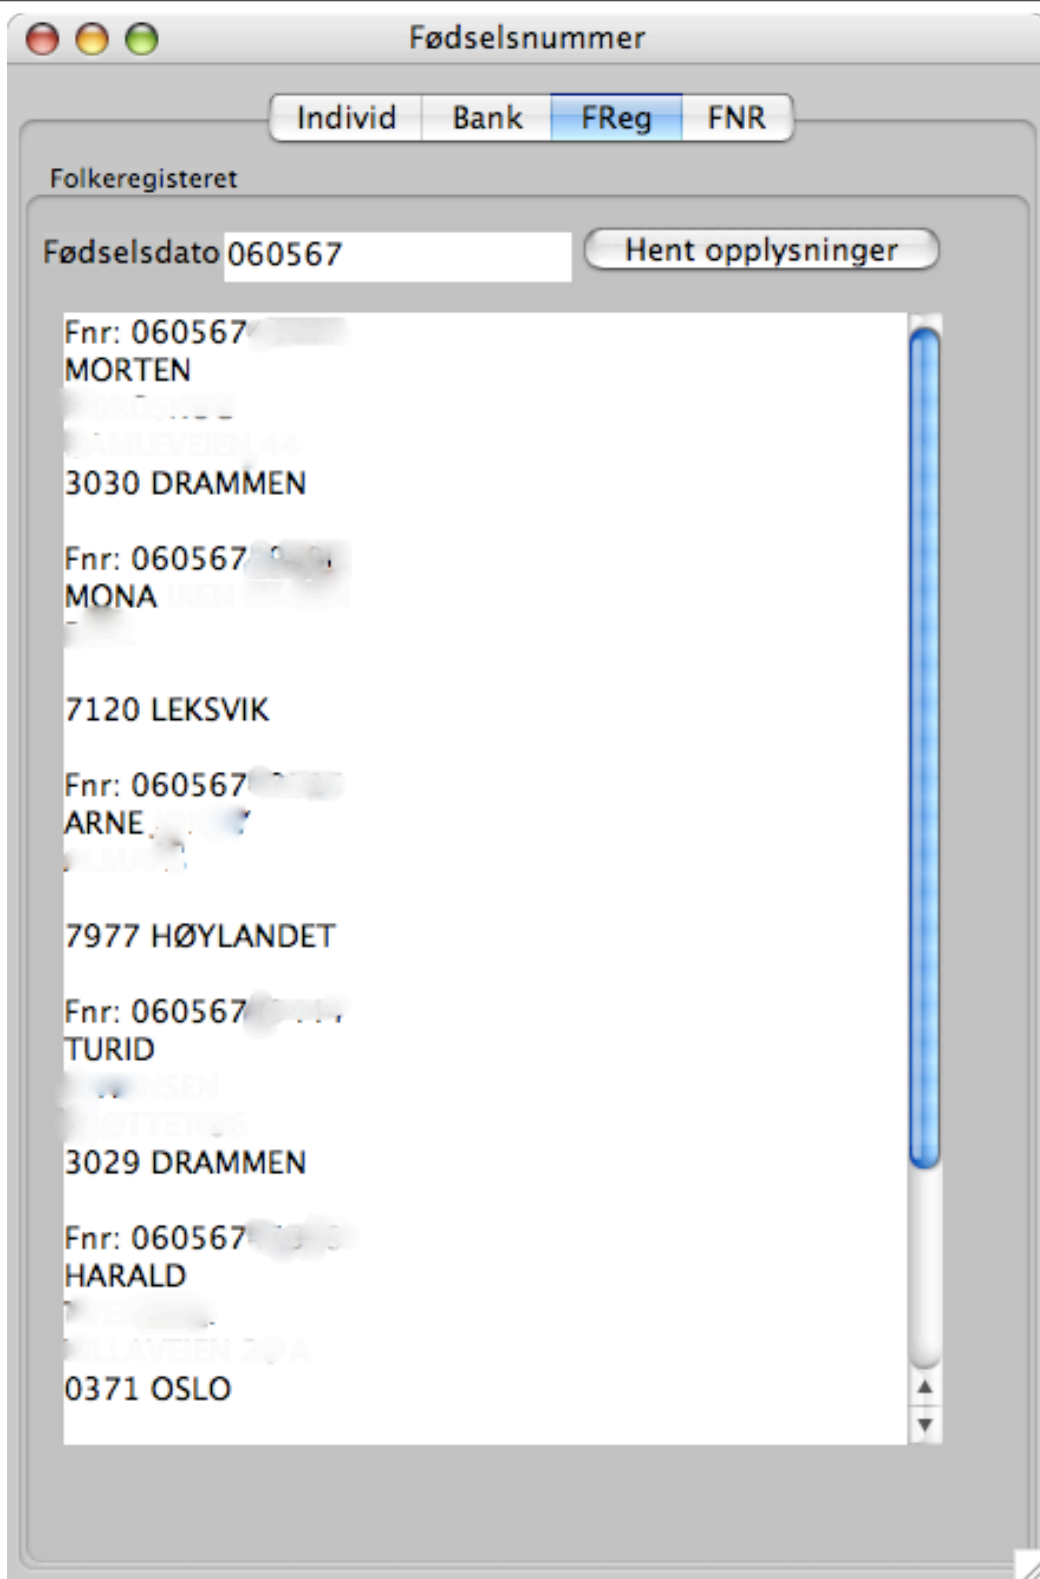 Fødselsnummer
Individ Bank FReg FNR
Folkeregisteret
Fødselsdato 060567 Hent opplysninger
Fnr: 060567
MORTEN
3030 DRAMMEN
Fnr: 060567
MONA
7120 LEKSVIK
Fnr: 060567
ARNE
7977 HØYLANDET
Fnr: 060567
TURID
3029 DRAMMEN
Fnr: 060567
HARALD
0371 OSLO